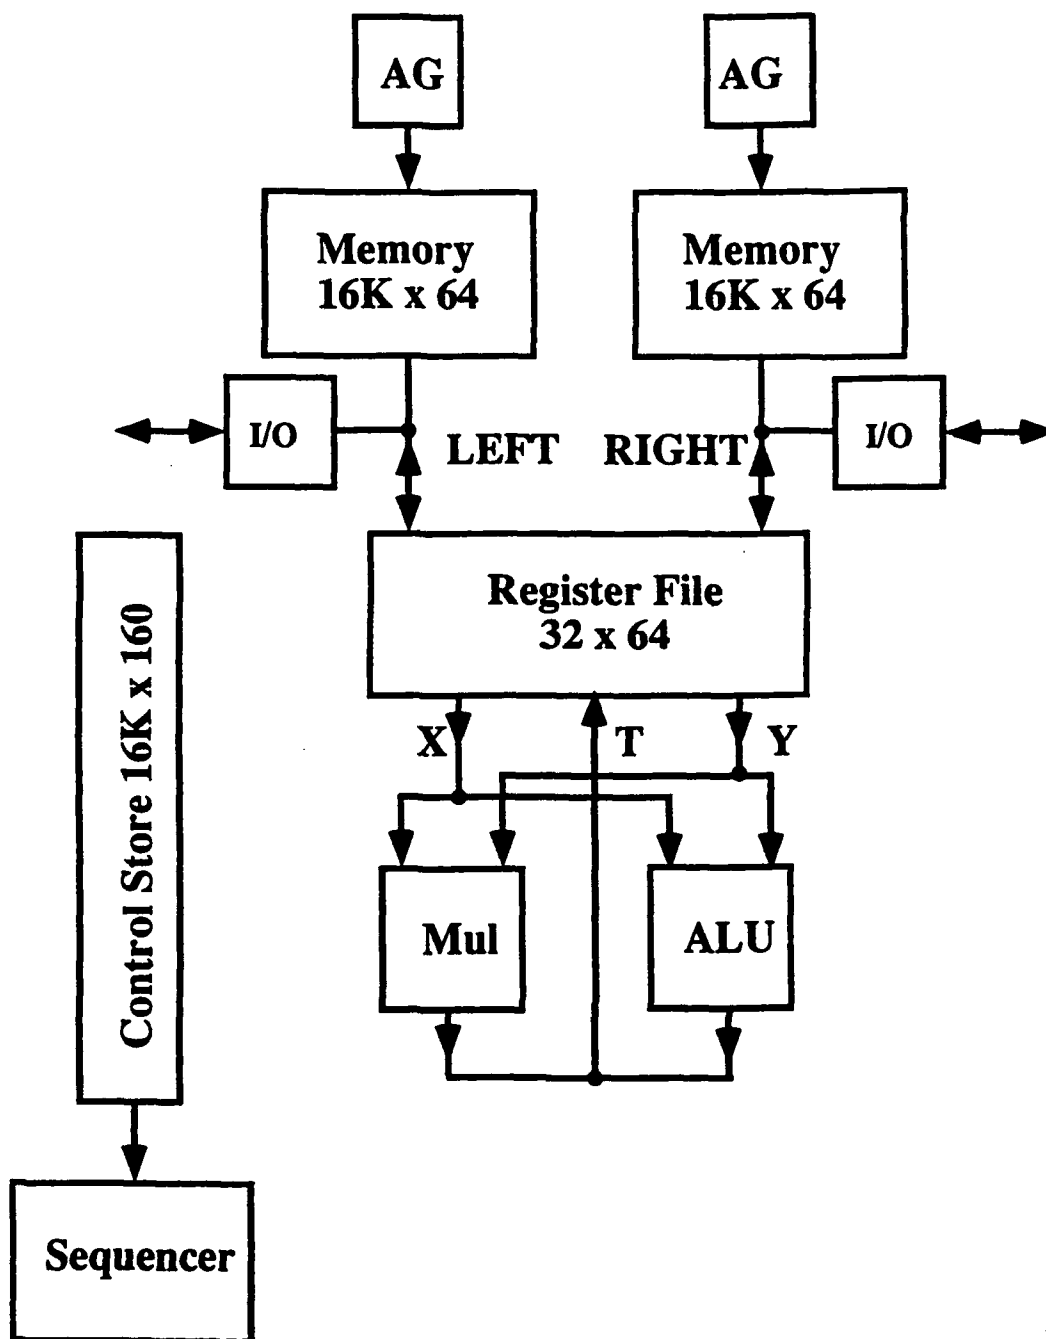 AG
AG
Memory
16K x 64
Memory
16K x 64
I/O
LEFT
RIGHT
I/O
Register File
32 x 64
Control Store 16K x 160
X
T
Y
Mul
ALU
Sequencer